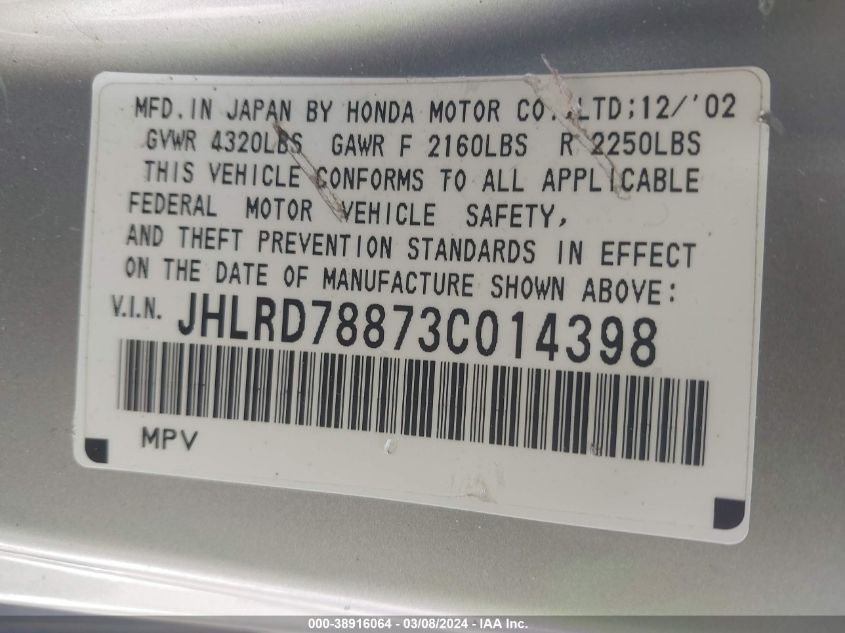 MFD. IN JAPAN BY HONDA MOTOR CO.,LTD;12/'02
GVWR 4320LBS GAWR F 2160LBS R 2250LBS
THIS VEHICLE CONFORMS TO ALL APPLICABLE
FEDERAL MOTOR VEHICLE SAFETY,
AND THEFT PREVENTION STANDARDS IN EFFECT
ON THE DATE OF MANUFACTURE SHOWN ABOVE:
V.I.N. JHLRD78873C014398
MPV
000-38916064 - 03/08/2024 - IAA Inc.